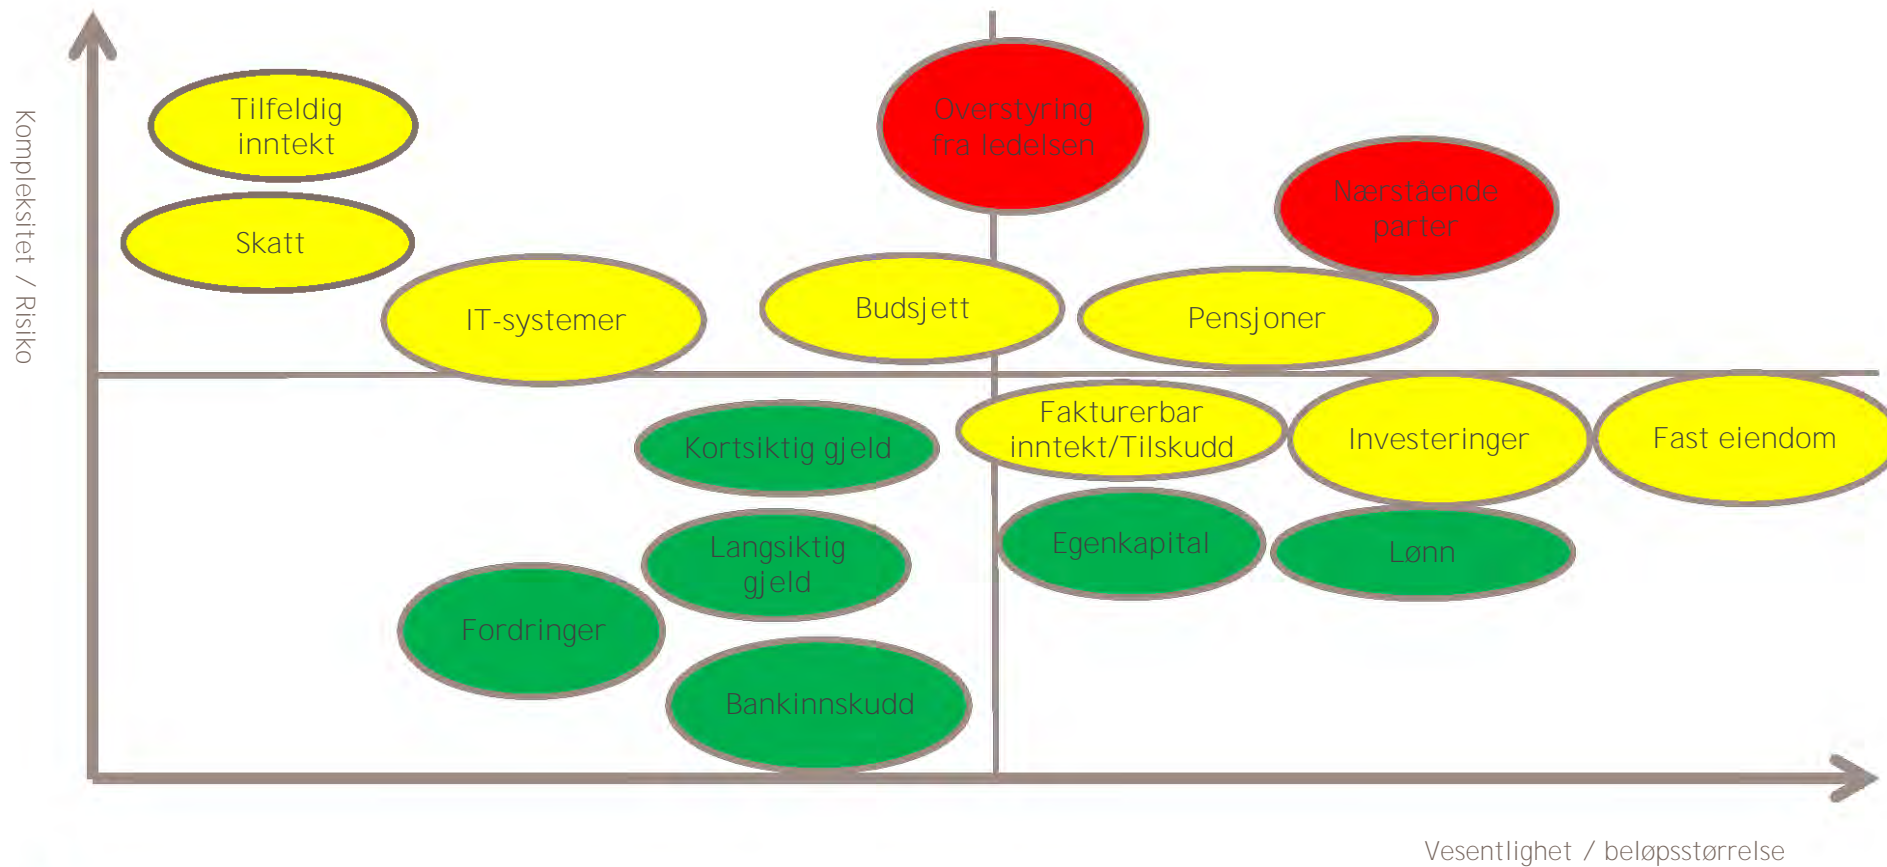 Kompleksitet / Risiko
Tilfeldig
inntekt
Skatt
IT-systemer
Overstyring
fra ledelsen
Nærstående
parter
Budsjett
Pensjoner
Kortsiktig gjeld
Fakturerbar
inntekt/Tilskudd
Investeringer
Fast eiendom
Langsiktig
gjeld
Egenkapital
Lønn
Fordringer
Bankinnskudd
Vesentlighet / beløpsstørrelse